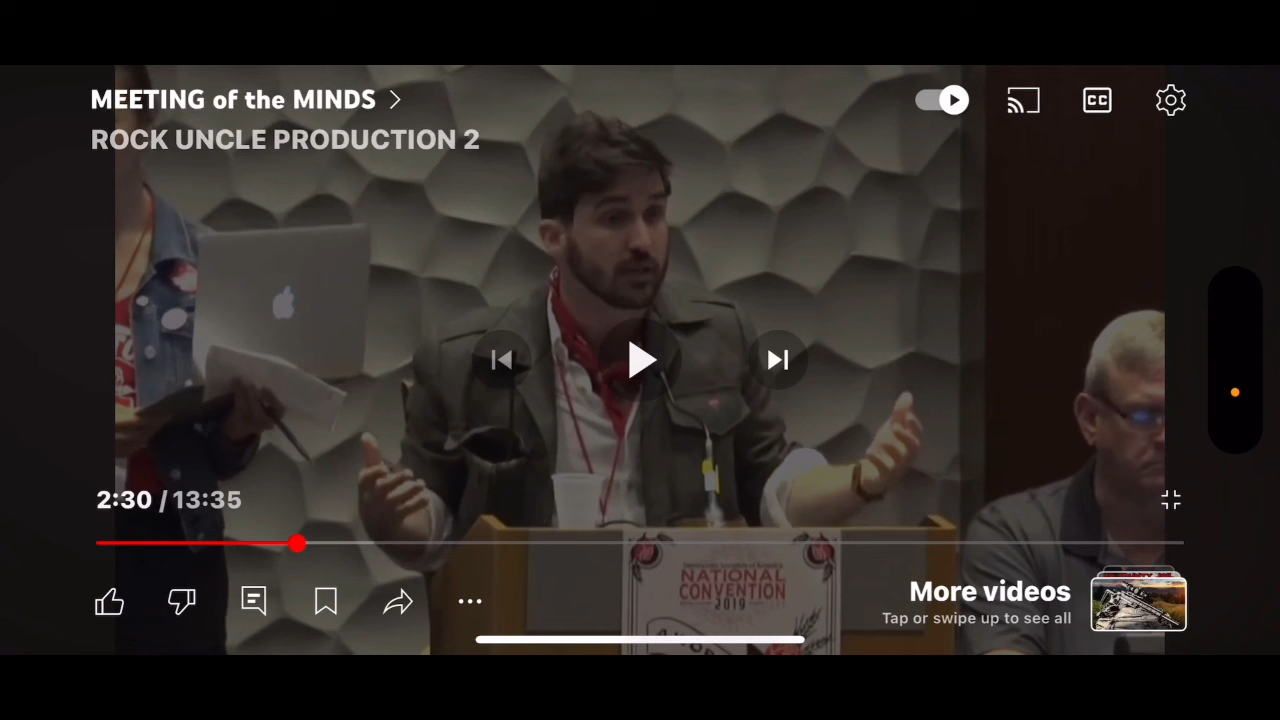 MEETING of the MINDS
ROCK UNCLE PRODUCTION 2
CC
2:30 / 13:35
NATIONAL
CONVENTION
2019
More videos
Tap or swipe up to see all